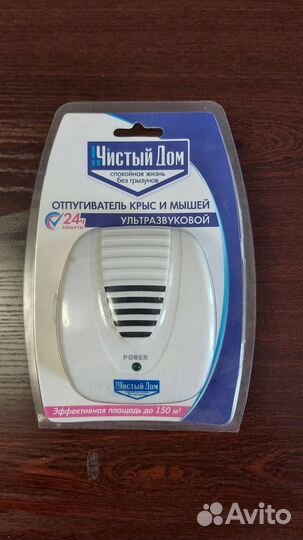 Чистый Дом
спокойная жизнь
без грызунов
ОТПУГИВАТЕЛЬ КРЫС И МЫШЕЙ
24ч
защиты
УЛЬТРАЗВУКОВОЙ
POWER
Чистый Дом
Эффективная площадь до 150 м²
Avito